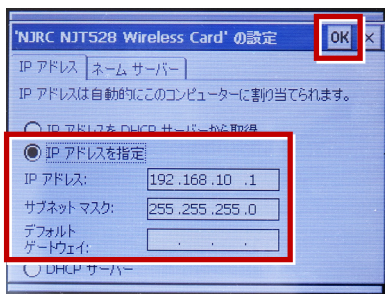 'NJRC NJT528 Wireless Card' の設定 OK ×
IP アドレス ネーム サーバー
IP アドレスは自動的にこのコンピューターに割り当てられます。
IP アドレスを DHCP サーバーから取得
IP アドレスを指定
IP アドレス: 192.168.10.1
サブネット マスク: 255.255.255.0
デフォルト
ゲートウェイ: . . .
DHCP サーバー